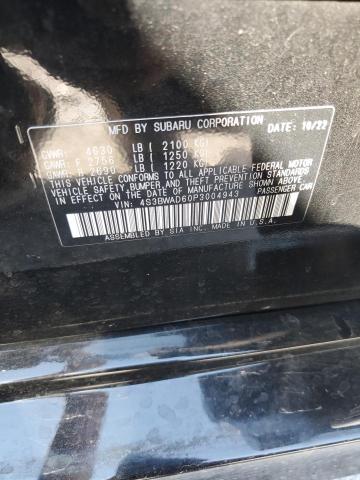 MFD BY SUBARU CORPORATION DATE: 10/22
GVWR: 4630 LB ( 2100 KG)
GAWR: F 2756 LB ( 1250 KG)
GAWR: R 2690 LB ( 1220 KG)
THIS VEHICLE CONFORMS TO ALL APPLICABLE FEDERAL MOTOR
VEHICLE SAFETY, BUMPER, AND THEFT PREVENTION STANDARDS
IN EFFECT ON THE DATE OF MANUFACTURE SHOWN ABOVE.
VIN: 4S3BWAD60P3004943 PASSENGER CAR
ASSEMBLED BY SIA INC. MADE IN U.S.A.